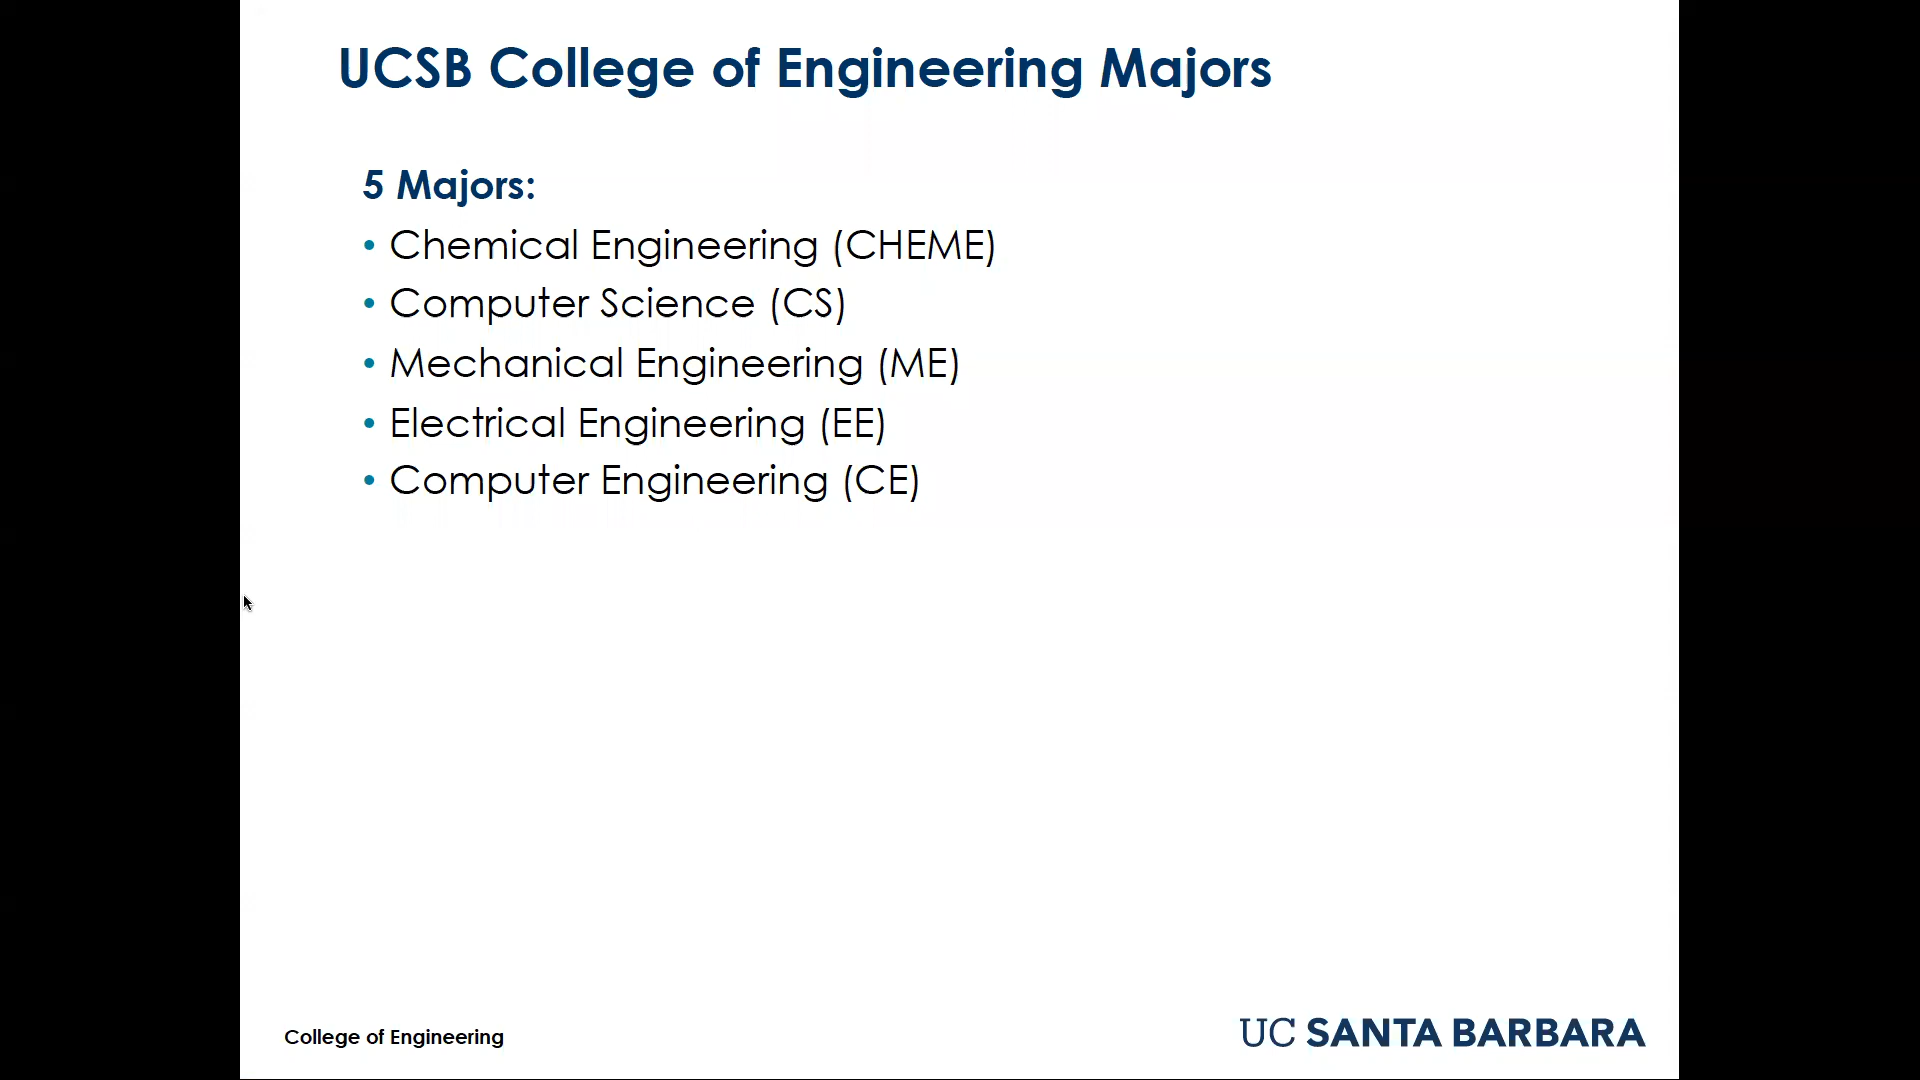 UCSB College of Engineering Majors
5 Majors:
• Chemical Engineering (CHEME)
• Computer Science (CS)
• Mechanical Engineering (ME)
• Electrical Engineering (EE)
• Computer Engineering (CE)
College of Engineering
UC SANTA BARBARA